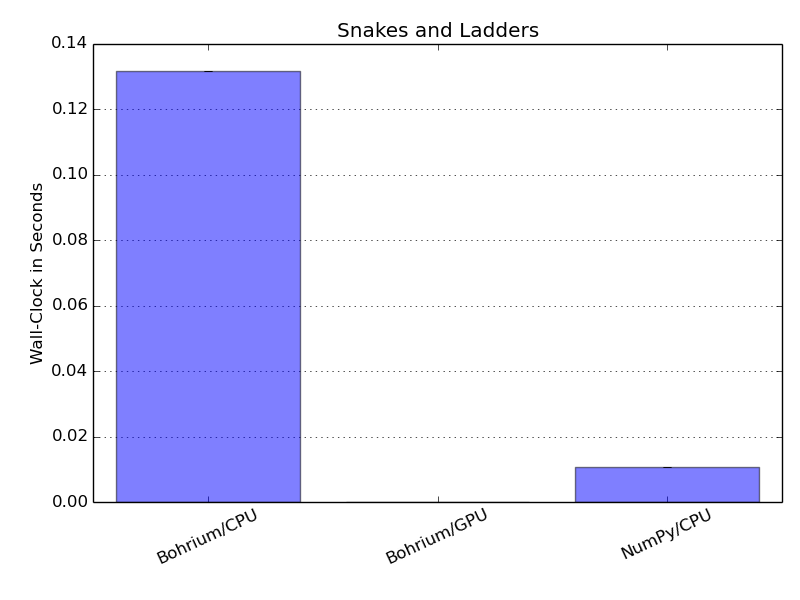 Snakes and Ladders
Wall-Clock in Seconds
0.14
0.12
0.10
0.08
0.06
0.04
0.02
0.00
Bohrium/CPU
Bohrium/GPU
NumPy/CPU